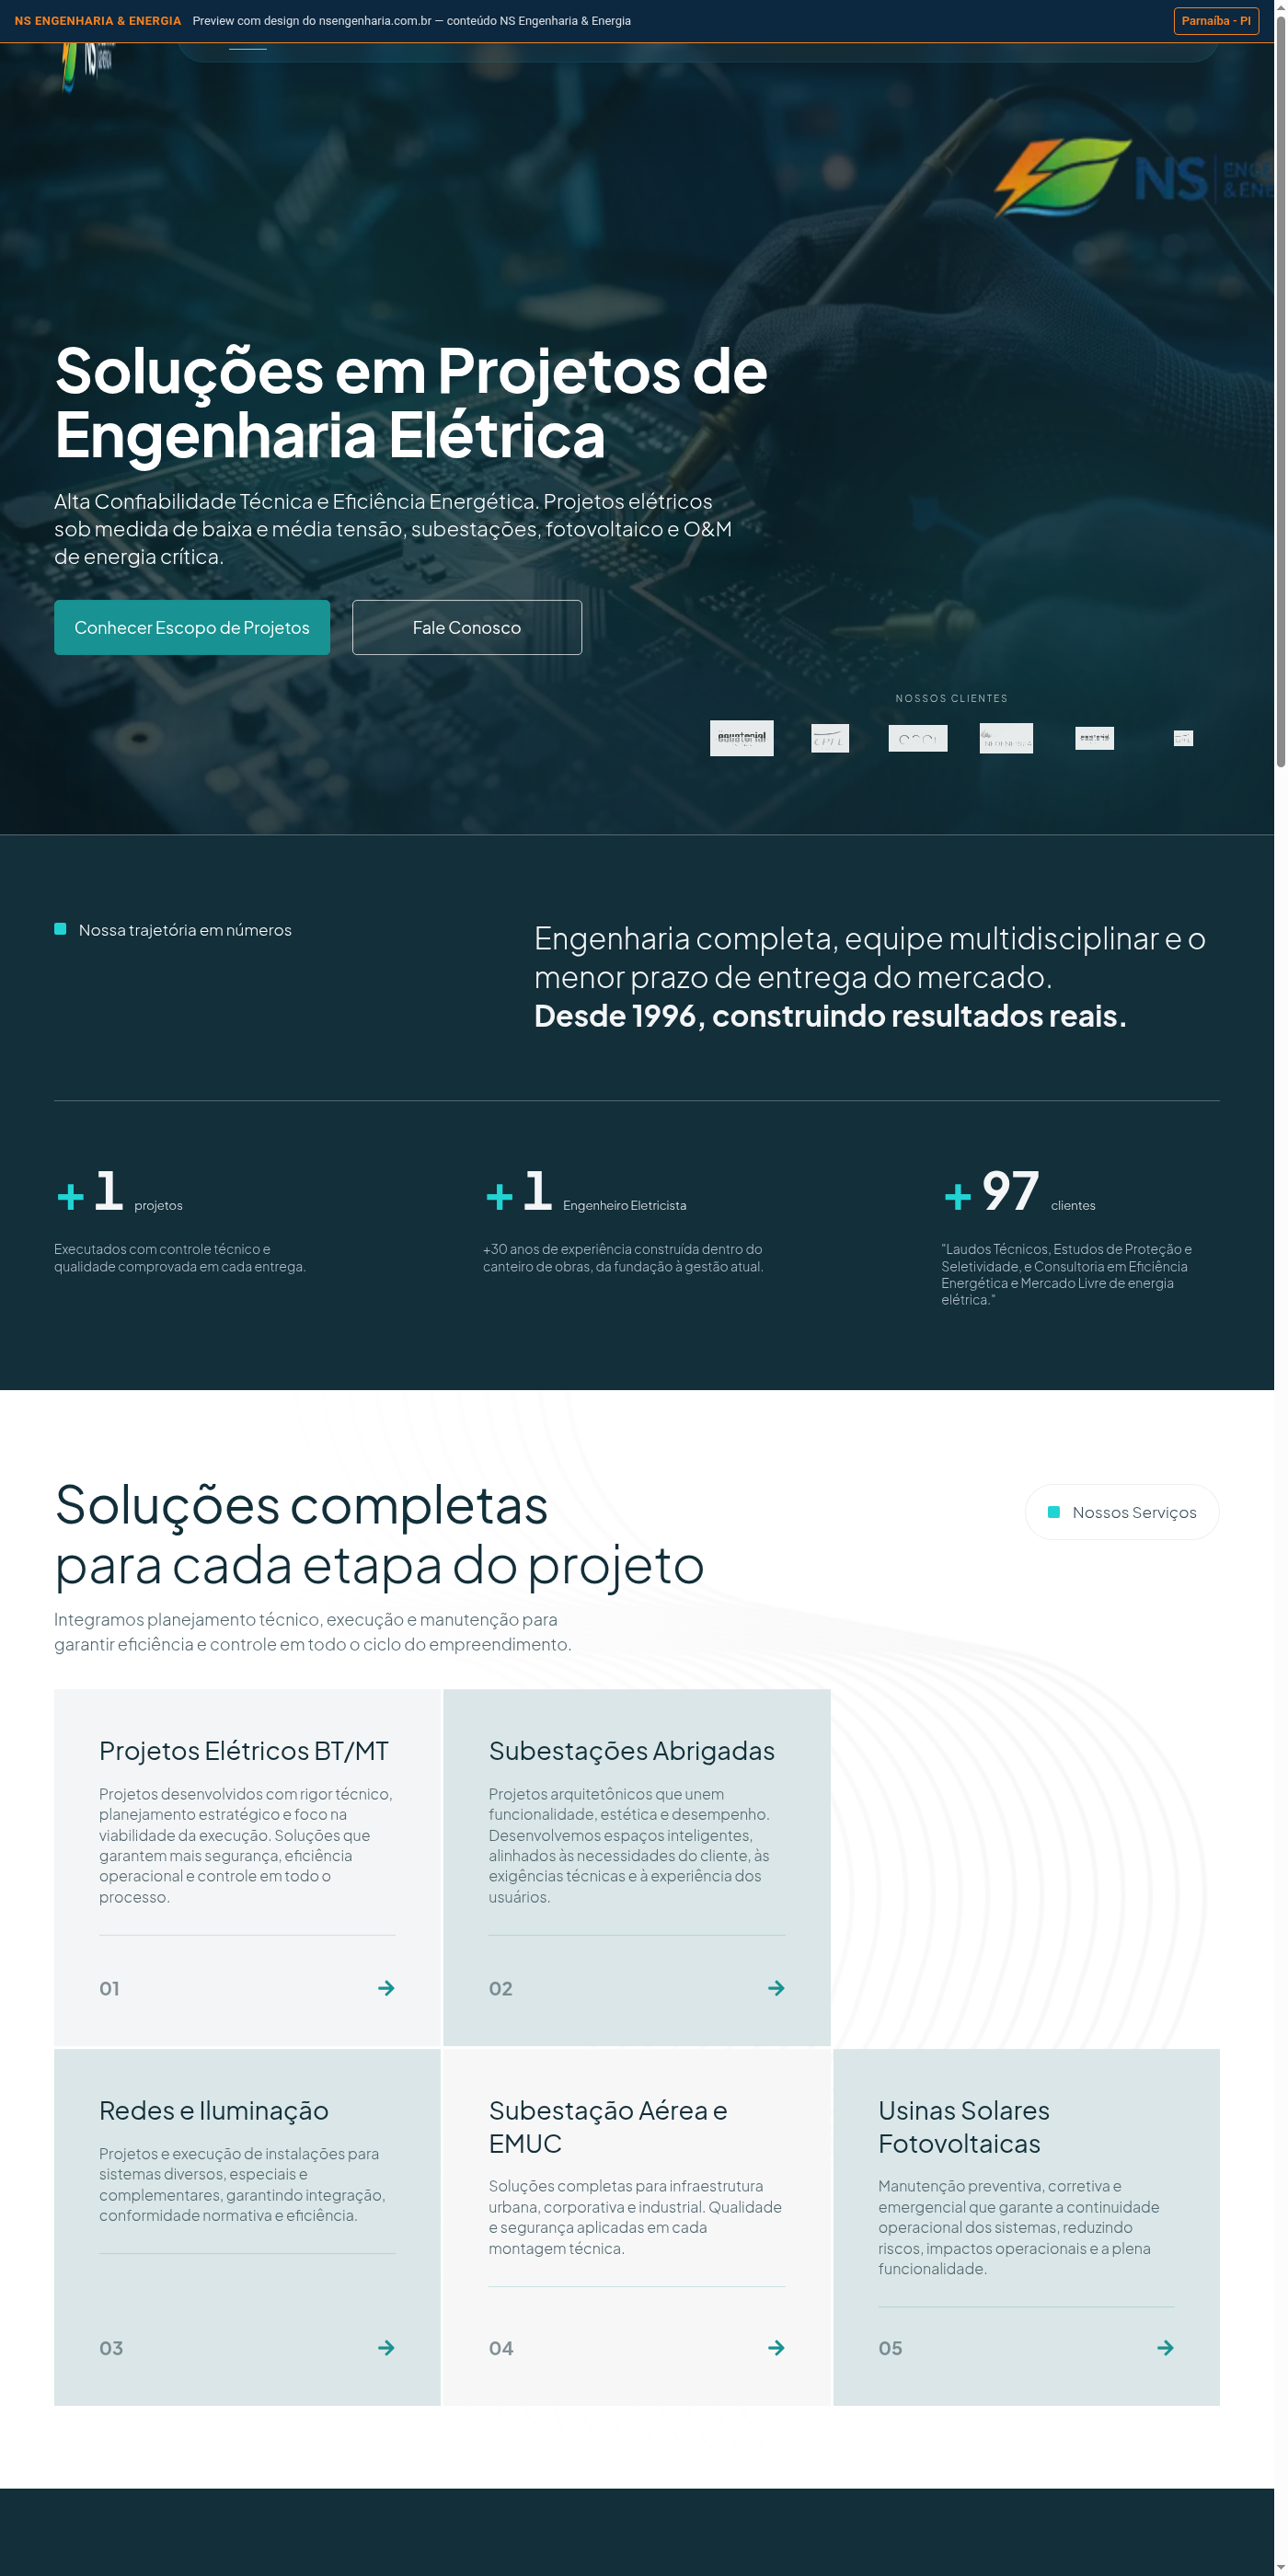 NS ENGENHARIA & ENERGIA Preview com design do nsengenharia.com.br — conteúdo NS Engenharia & Energia Parnaíba - PI
NS
NS
Soluções em Projetos de
Engenharia Elétrica
Alta Confiabilidade Técnica e Eficiência Energética. Projetos elétricos
sob medida de baixa e média tensão, subestações, fotovoltaico e O&M
de energia crítica.
Conhecer Escopo de Projetos Fale Conosco
NOSSOS CLIENTES
equatorial CPFL
Nossa trajetória em números
Engenharia completa, equipe multidisciplinar e o
menor prazo de entrega do mercado.
Desde 1996, construindo resultados reais.
+1 projetos
Executados com controle técnico e
qualidade comprovada em cada entrega.
+1 Engenheiro Eletricista
+30 anos de experiência construída dentro do
canteiro de obras, da fundação à gestão atual.
+97 clientes
"Laudos Técnicos, Estudos de Proteção e
Seletividade, e Consultoria em Eficiência
Energética e Mercado Livre de energia
elétrica."
Soluções completas
para cada etapa do projeto
Nossos Serviços
Integramos planejamento técnico, execução e manutenção para
garantir eficiência e controle em todo o ciclo do empreendimento.
Projetos Elétricos BT/MT
Projetos desenvolvidos com rigor técnico,
planejamento estratégico e foco na
viabilidade da execução. Soluções que
garantem mais segurança, eficiência
operacional e controle em todo o
processo.
01
Subestações Abrigadas
Projetos arquitetônicos que unem
funcionalidade, estética e desempenho.
Desenvolvemos espaços inteligentes,
alinhados às necessidades do cliente, às
exigências técnicas e à experiência dos
usuários.
02
Redes e Iluminação
Projetos e execução de instalações para
sistemas diversos, especiais e
complementares, garantindo integração,
conformidade normativa e eficiência.
03
Subestação Aérea e
EMUC
Soluções completas para infraestrutura
urbana, corporativa e industrial. Qualidade
e segurança aplicadas em cada
montagem técnica.
04
Usinas Solares
Fotovoltaicas
Manutenção preventiva, corretiva e
emergencial que garante a continuidade
operacional dos sistemas, reduzindo
riscos, impactos operacionais e a plena
funcionalidade.
05